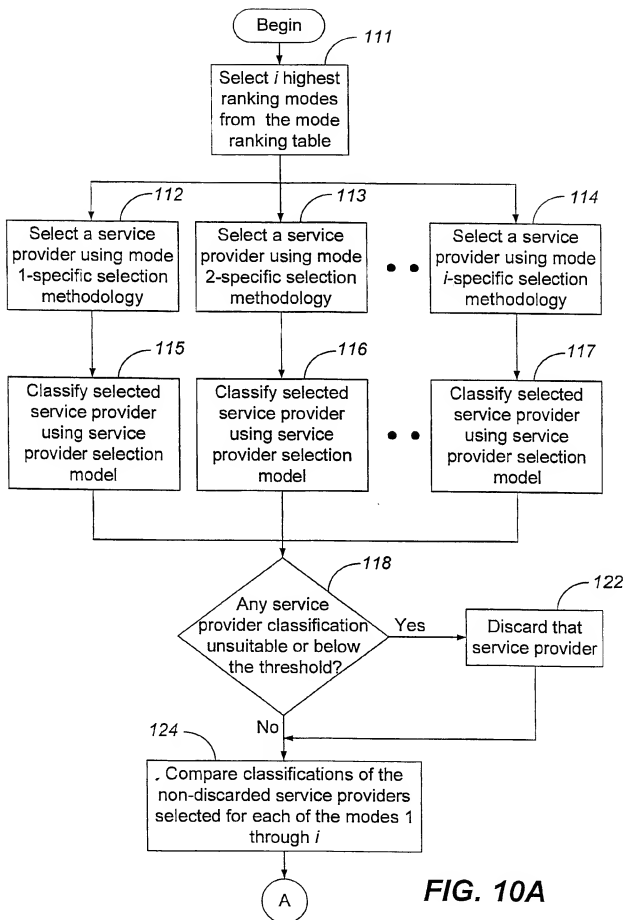 Begin
111
Select i highest
ranking modes
from the mode
ranking table
112
Select a service
provider using mode
1-specific selection
methodology
113
Select a service
provider using mode
2-specific selection
methodology
114
Select a service
provider using mode
i-specific selection
methodology
115
Classify selected
service provider
using service
provider selection
model
116
Classify selected
service provider
using service
provider selection
model
117
Classify selected
service provider
using service
provider selection
model
118
Any service
provider classification
unsuitable or below
the threshold?
Yes
122
Discard that
service provider
No
124
Compare classifications of the
non-discarded service providers
selected for each of the modes 1
through i
A
FIG. 10A